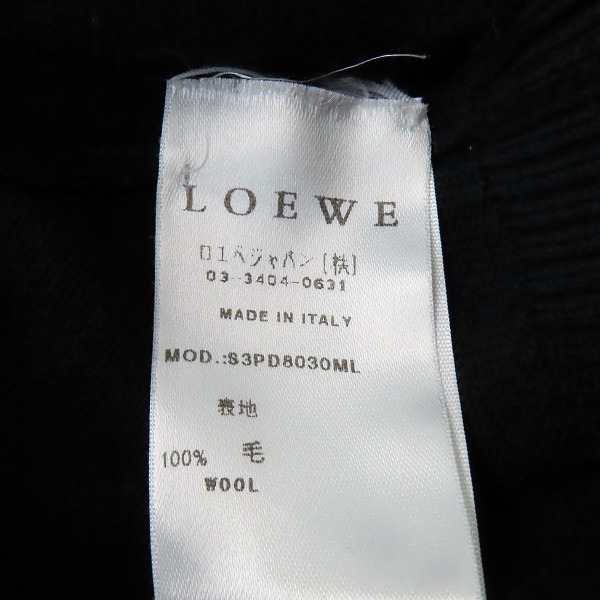 LOEWE
ロエベジャパン[株]
03-3404-0631
MADE IN ITALY
MOD.:S3PD8030ML
表地
100% 毛
WOOL